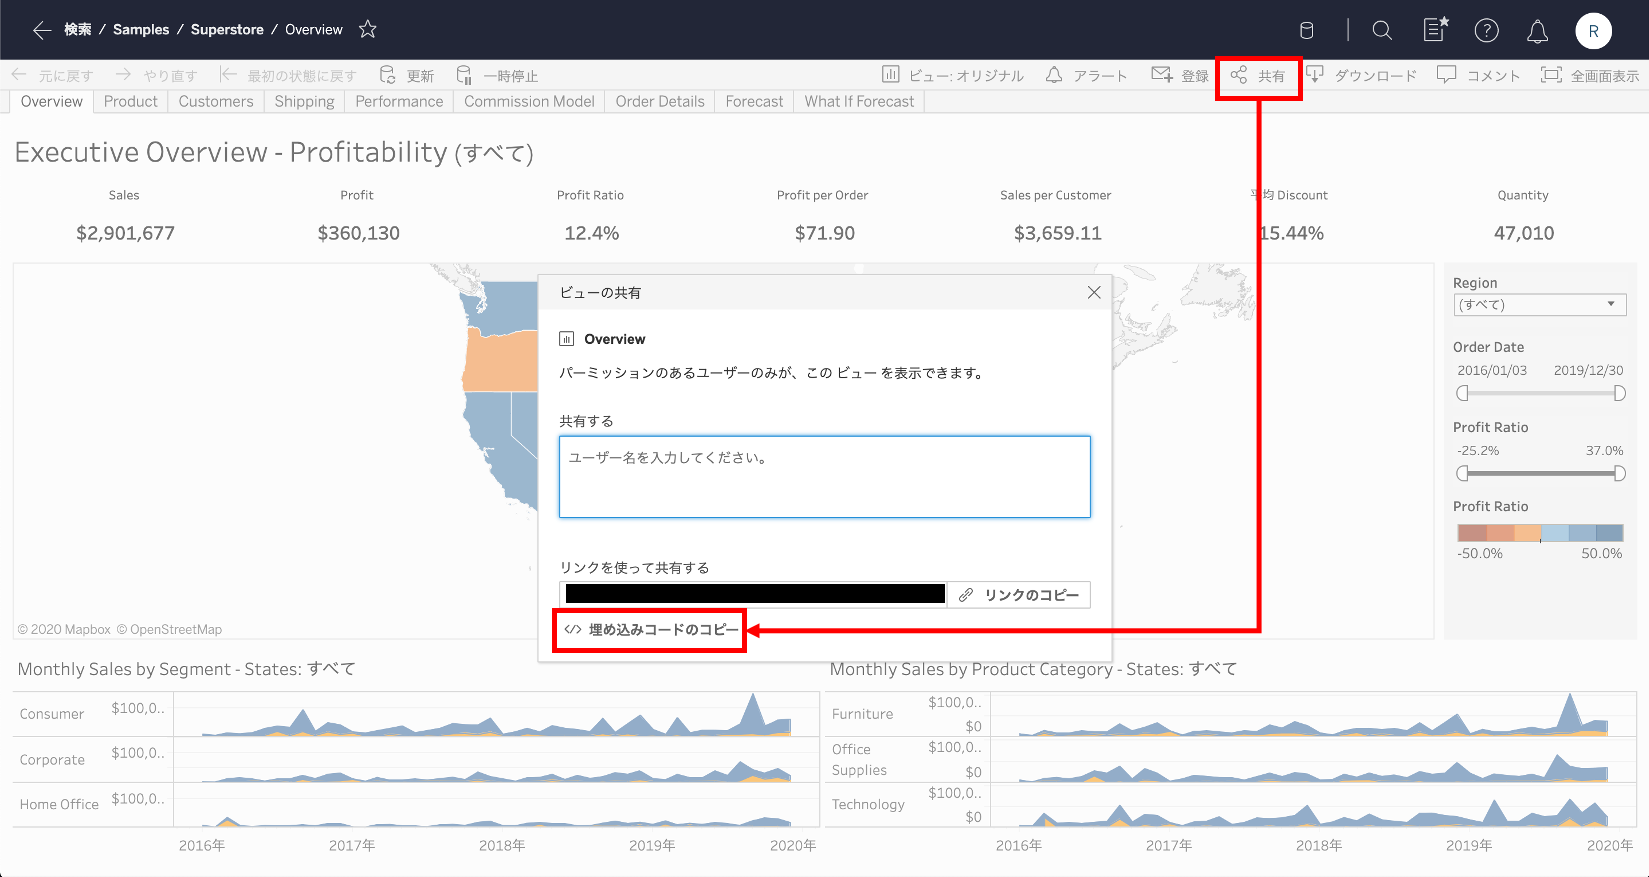 検索 / Samples / Superstore / Overview
R
元に戻す やり直す 最初の状態に戻す 更新 一時停止 ビュー: オリジナル アラート 登録 共有 ダウンロード コメント 全画面表示
Overview Product Customers Shipping Performance Commission Model Order Details Forecast What If Forecast
Executive Overview - Profitability (すべて)
Sales Profit Profit Ratio Profit per Order Sales per Customer 平均 Discount Quantity
$2,901,677 $360,130 12.4% $71.90 $3,659.11 15.44% 47,010
ビューの共有
Overview
パーミッションのあるユーザーのみが、この ビュー を表示できます。
共有する
ユーザー名を入力してください。
リンクを使って共有する
リンクのコピー
埋め込みコードのコピー
Region
(すべて)
Order Date
2016/01/03 2019/12/30
Profit Ratio
-25.2% 37.0%
Profit Ratio
-50.0% 50.0%
© 2020 Mapbox © OpenStreetMap
Monthly Sales by Segment - States: すべて
Consumer $100,0..
Corporate $100,0..
Home Office $100,0..
2016年 2017年 2018年 2019年 2020年
Monthly Sales by Product Category - States: すべて
Furniture $100,0..
$0
Office Supplies $100,0..
$0
Technology $100,0..
$0
2016年 2017年 2018年 2019年 2020年